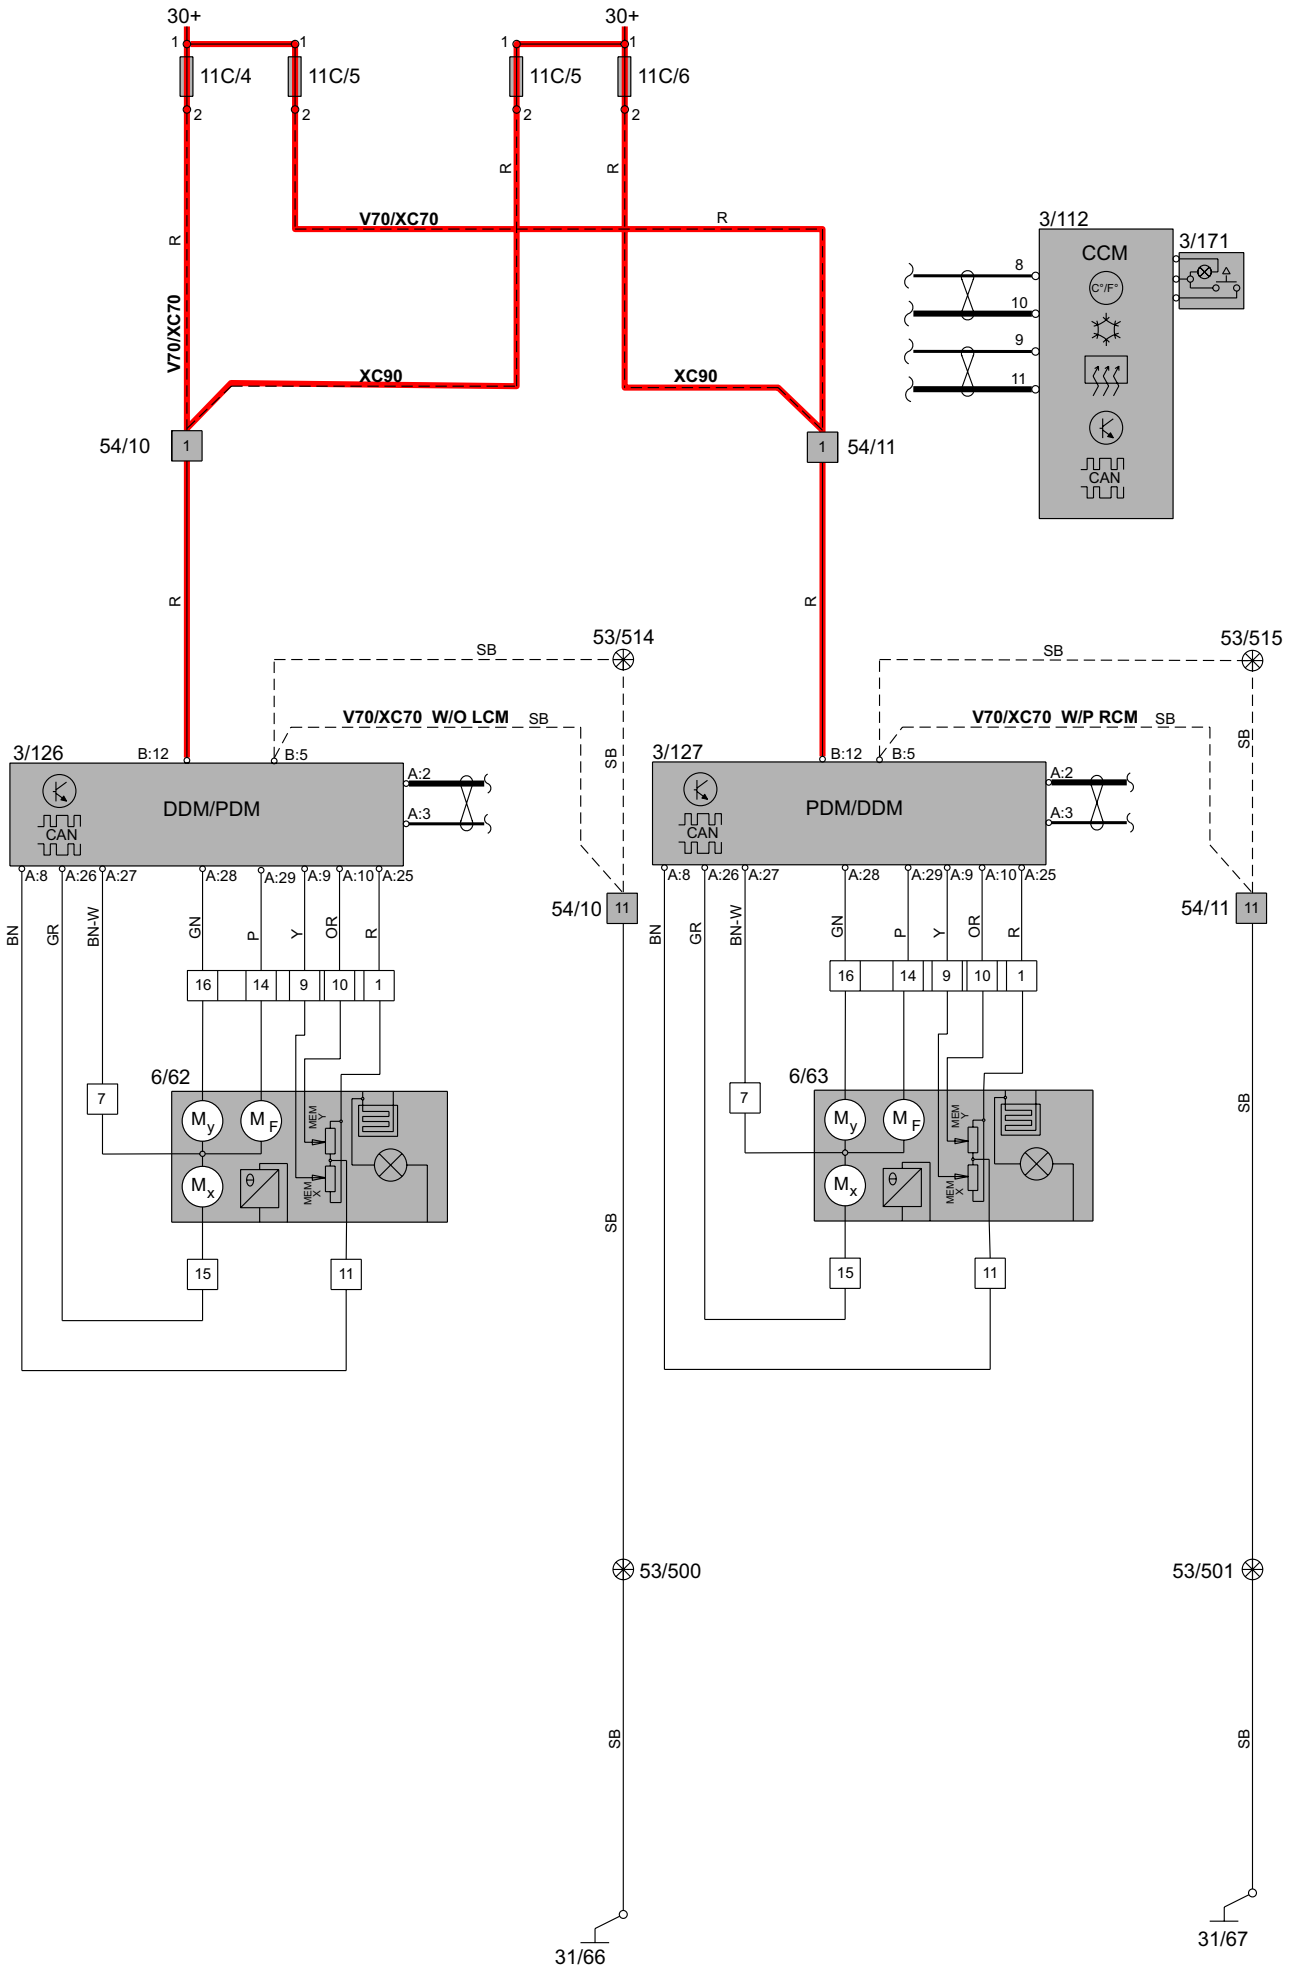 30+ 30+
1 1 1 1
11C/4 11C/5 11C/5 11C/6
2 2 2 2
R R
V70/XC70 R
R
3/112
CCM
3/171
8
C°/F°
10
V70/XC70
9
XC90 XC90
11
54/10 1 1 54/11
CAN
R R
53/514 53/515
SB SB
V70/XC70 W/O LCM SB V70/XC70 W/P RCM SB
SB SB
3/126 B:12 B:5 3/127 B:12 B:5
A:2 A:2
DDM/PDM PDM/DDM
A:3 A:3
CAN CAN
A:8 A:26 A:27 A:28 A:29 A:9 A:10 A:25 A:8 A:26 A:27 A:28 A:29 A:9 A:10 A:25
54/10 11 54/11 11
BN GR BN-W GN P Y OR R BN GR BN-W GN P Y OR R
16 14 9 10 1 16 14 9 10 1
6/62 6/63
7 7
My MF MEM Y My MF MEM Y
SB
Mx θ MEM X Mx θ MEM X
SB
15 11 15 11
53/500 53/501
SB SB
31/66 31/67